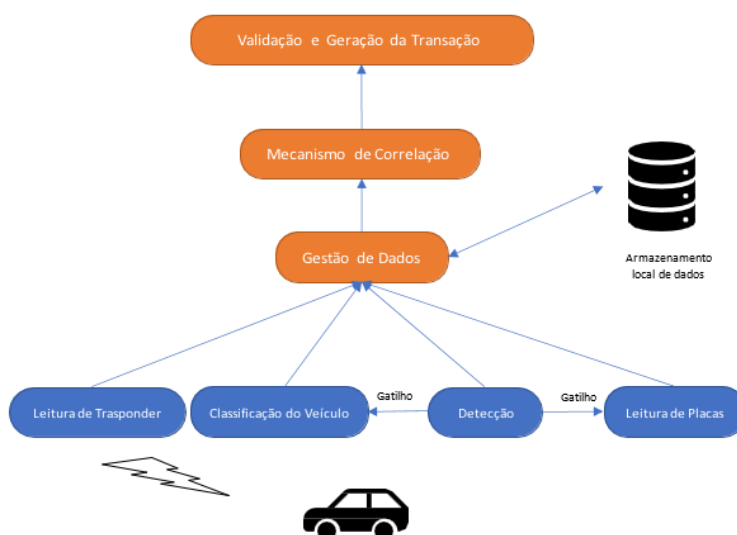 Validação e Geração da Transação
Mecanismo de Correlação
Gestão de Dados
Armazenamento
local de dados
Gatilho
Gatilho
Leitura de Trasponder
Classificação do Veículo
Detecção
Leitura de Placas